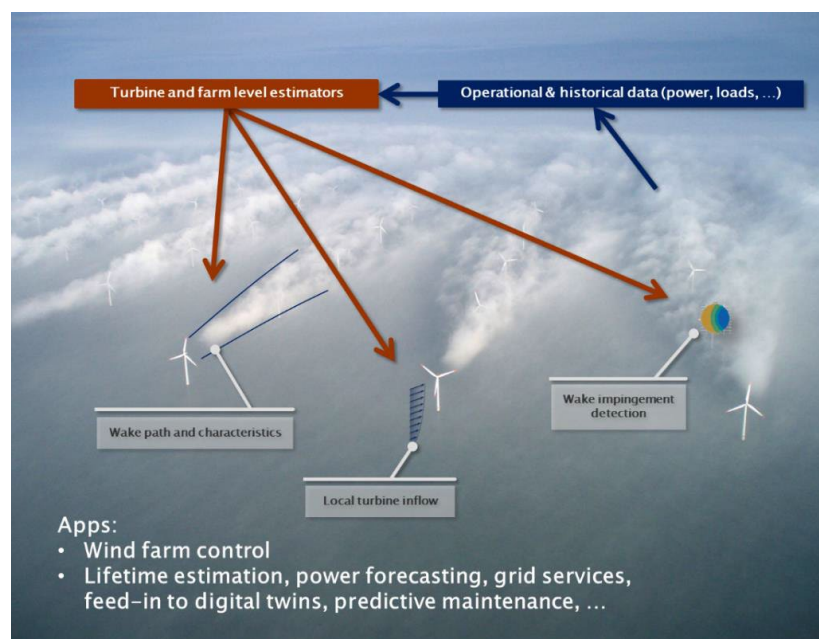 Turbine and farm level estimators
Operational & historical data (power, loads, ...)
Wake impingement
detection
Wake path and characteristics
Local turbine inflow
Apps:
• Wind farm control
• Lifetime estimation, power forecasting, grid services,
feed-in to digital twins, predictive maintenance, ...